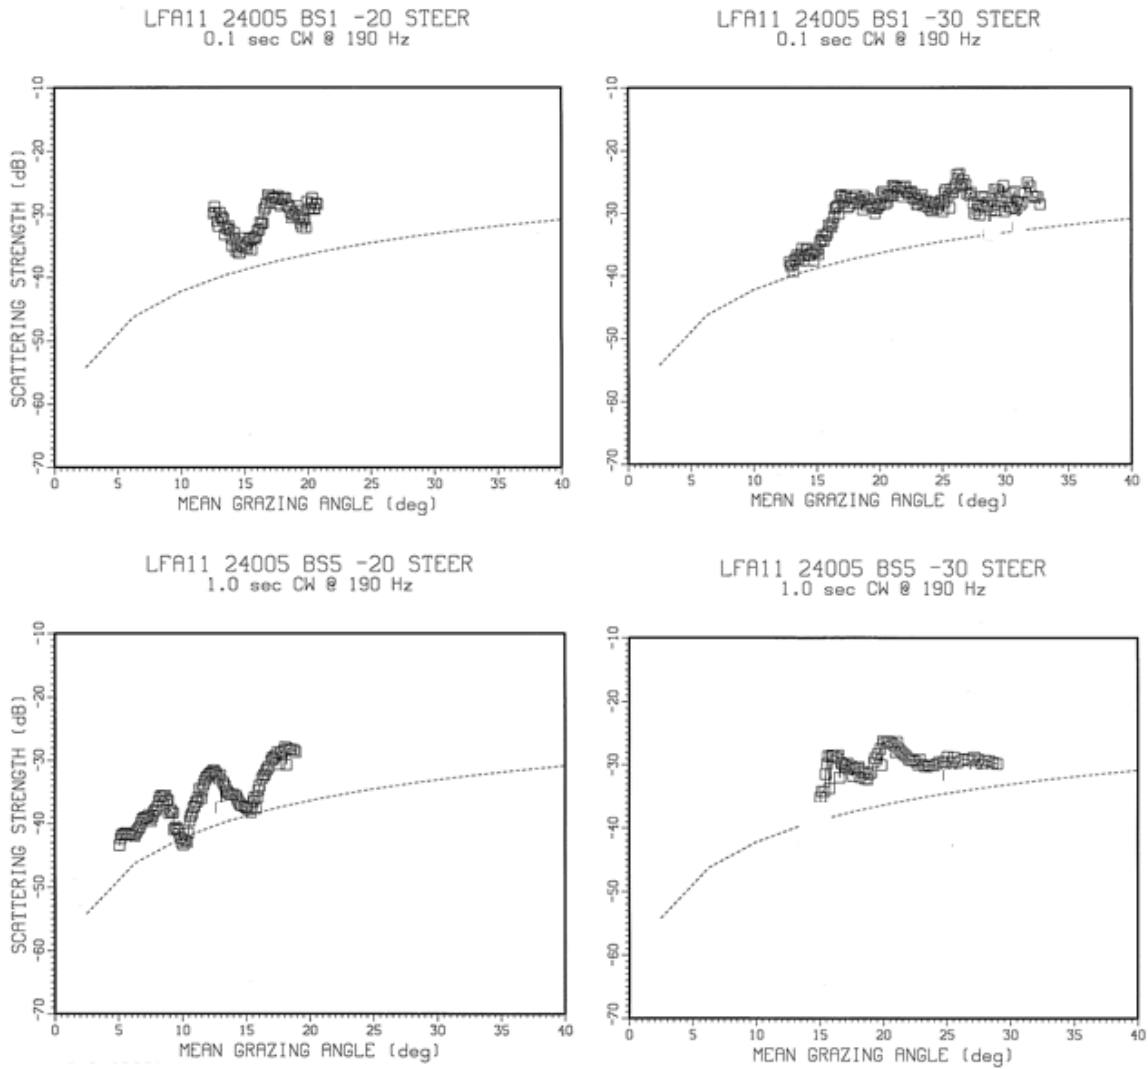 LFA11 24005 BS1 -20 STEER
0.1 sec CW @ 190 Hz
SCATTERING STRENGTH (dB)
-10
-20
-30
-40
-50
-60
-70
0 5 10 15 20 25 30 35 40
MEAN GRAZING ANGLE (deg)
LFA11 24005 BS1 -30 STEER
0.1 sec CW @ 190 Hz
-10
-20
-30
-40
-50
-60
-70
0 5 10 15 20 25 30 35 40
MEAN GRAZING ANGLE (deg)
LFA11 24005 BS5 -20 STEER
1.0 sec CW @ 190 Hz
SCATTERING STRENGTH (dB)
-10
-20
-30
-40
-50
-60
-70
0 5 10 15 20 25 30 35 40
MEAN GRAZING ANGLE (deg)
LFA11 24005 BS5 -30 STEER
1.0 sec CW @ 190 Hz
-10
-20
-30
-40
-50
-60
-70
0 5 10 15 20 25 30 35 40
MEAN GRAZING ANGLE (deg)